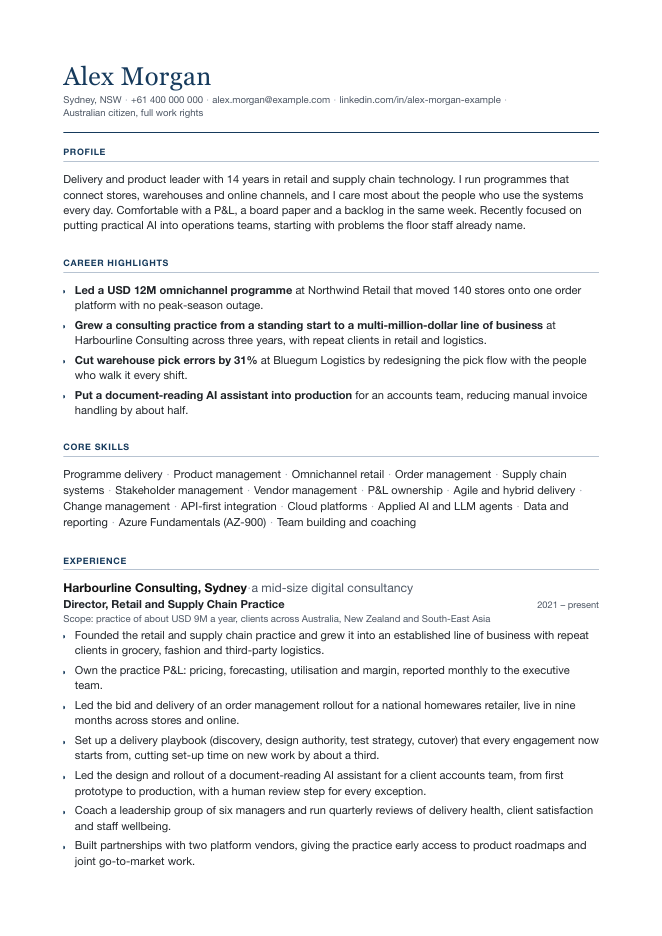 Alex Morgan
Sydney, NSW · +61 400 000 000 · alex.morgan@example.com · linkedin.com/in/alex-morgan-example ·
Australian citizen, full work rights
PROFILE
Delivery and product leader with 14 years in retail and supply chain technology. I run programmes that
connect stores, warehouses and online channels, and I care most about the people who use the systems
every day. Comfortable with a P&L, a board paper and a backlog in the same week. Recently focused on
putting practical AI into operations teams, starting with problems the floor staff already name.
CAREER HIGHLIGHTS
Led a USD 12M omnichannel programme at Northwind Retail that moved 140 stores onto one order
platform with no peak-season outage.
Grew a consulting practice from a standing start to a multi-million-dollar line of business at
Harbourline Consulting across three years, with repeat clients in retail and logistics.
Cut warehouse pick errors by 31% at Bluegum Logistics by redesigning the pick flow with the people
who walk it every shift.
Put a document-reading AI assistant into production for an accounts team, reducing manual invoice
handling by about half.
CORE SKILLS
Programme delivery · Product management · Omnichannel retail · Order management · Supply chain
systems · Stakeholder management · Vendor management · P&L ownership · Agile and hybrid delivery ·
Change management · API-first integration · Cloud platforms · Applied AI and LLM agents · Data and
reporting · Azure Fundamentals (AZ-900) · Team building and coaching
EXPERIENCE
Harbourline Consulting, Sydney · a mid-size digital consultancy
Director, Retail and Supply Chain Practice 2021 – present
Scope: practice of about USD 9M a year, clients across Australia, New Zealand and South-East Asia
Founded the retail and supply chain practice and grew it into an established line of business with repeat
clients in grocery, fashion and third-party logistics.
Own the practice P&L: pricing, forecasting, utilisation and margin, reported monthly to the executive
team.
Led the bid and delivery of an order management rollout for a national homewares retailer, live in nine
months across stores and online.
Set up a delivery playbook (discovery, design authority, test strategy, cutover) that every engagement now
starts from, cutting set-up time on new work by about a third.
Led the design and rollout of a document-reading AI assistant for a client accounts team, from first
prototype to production, with a human review step for every exception.
Coach a leadership group of six managers and run quarterly reviews of delivery health, client satisfaction
and staff wellbeing.
Built partnerships with two platform vendors, giving the practice early access to product roadmaps and
joint go-to-market work.